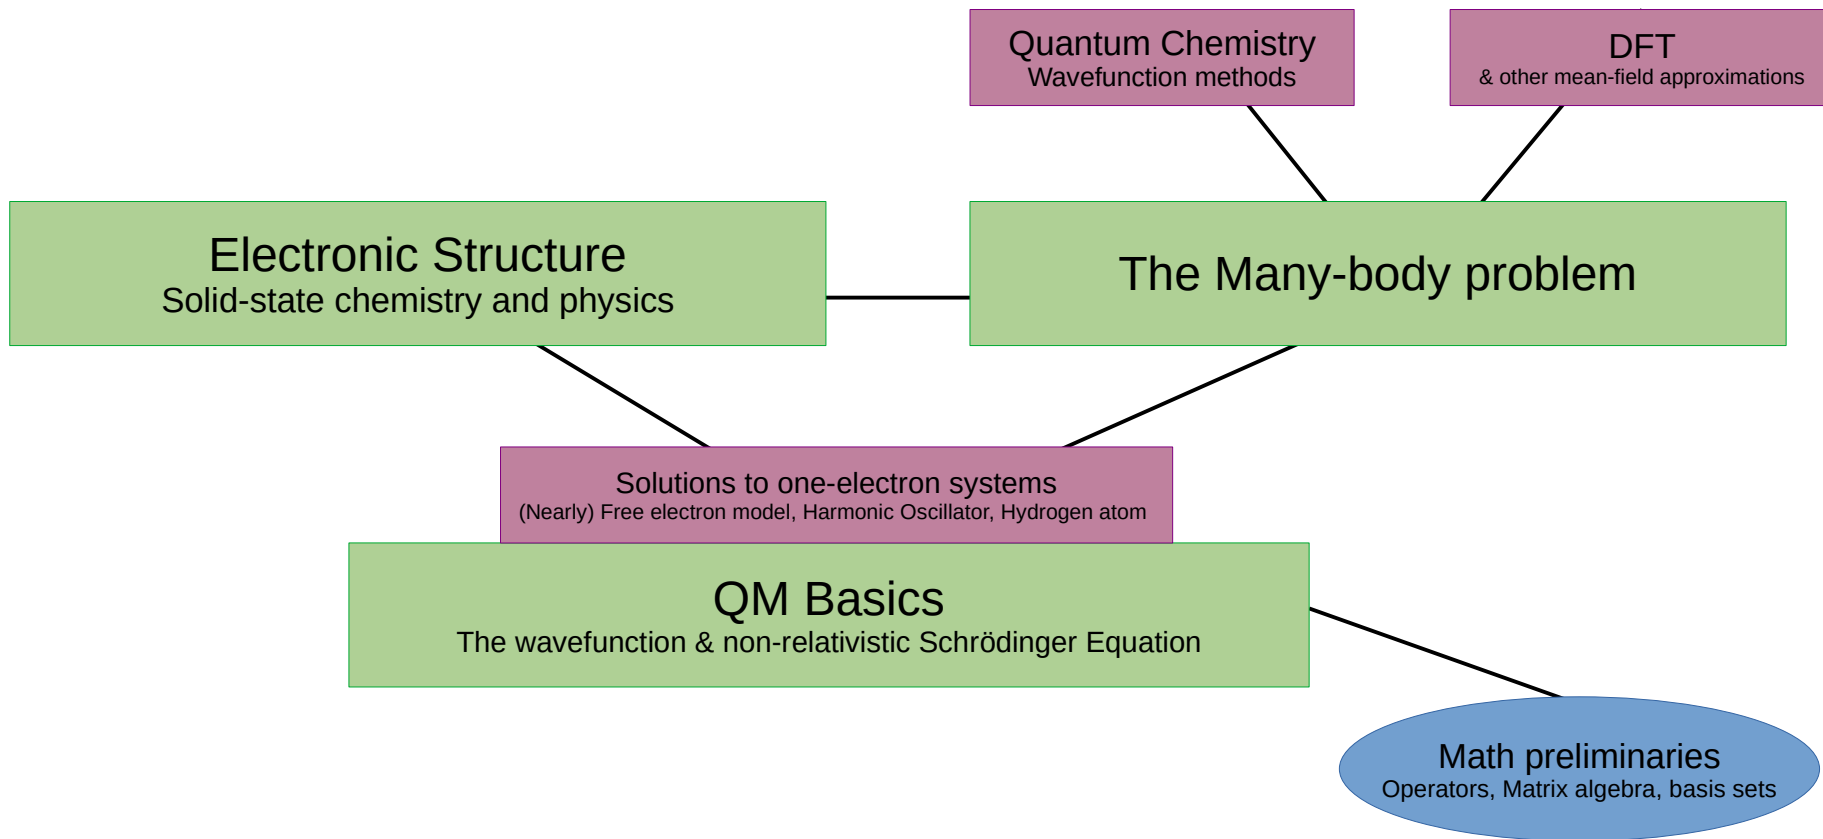 Quantum Chemistry
Wavefunction methods
DFT
& other mean-field approximations
Electronic Structure
Solid-state chemistry and physics
The Many-body problem
Solutions to one-electron systems
(Nearly) Free electron model, Harmonic Oscillator, Hydrogen atom
QM Basics
The wavefunction & non-relativistic Schrödinger Equation
Math preliminaries
Operators, Matrix algebra, basis sets